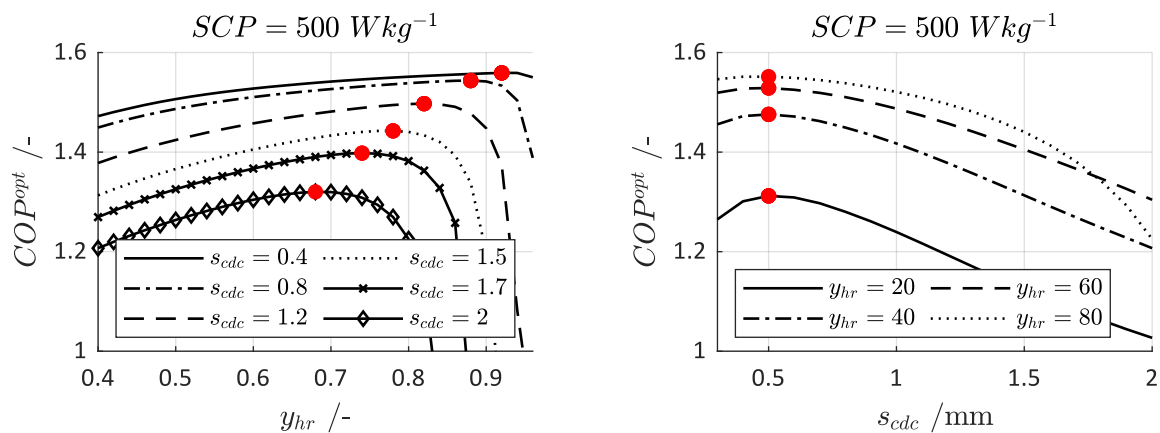 SCP = 500 Wkg⁻¹
1.6
1.4
1.2
1
COP^opt /-
s_cdc = 0.4
s_cdc = 0.8
s_cdc = 1.2
s_cdc = 1.5
s_cdc = 1.7
s_cdc = 2
0.4 0.5 0.6 0.7 0.8 0.9
y_hr /-
SCP = 500 Wkg⁻¹
1.6
1.4
1.2
1
COP^opt /-
y_hr = 20
y_hr = 40
y_hr = 60
y_hr = 80
0.5 1 1.5 2
s_cdc /mm